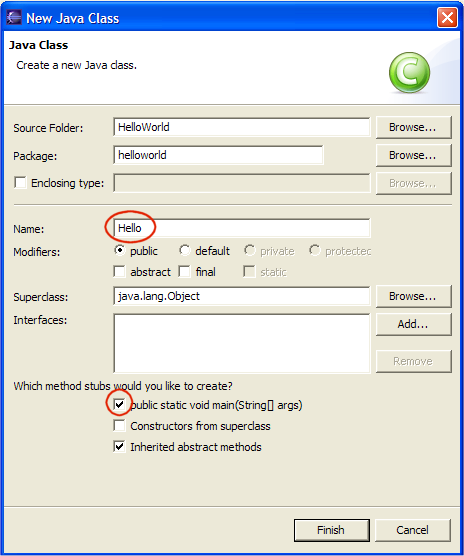 New Java Class
Java Class
Create a new Java class.
C
Source Folder: HelloWorld Browse...
Package: helloworld Browse...
Enclosing type: Browse...
Name: Hello
Modifiers: public default private protectec
abstract final static
Superclass: java.lang.Object Browse...
Interfaces: Add...
Remove
Which method stubs would you like to create?
public static void main(String[] args)
Constructors from superclass
Inherited abstract methods
Finish Cancel